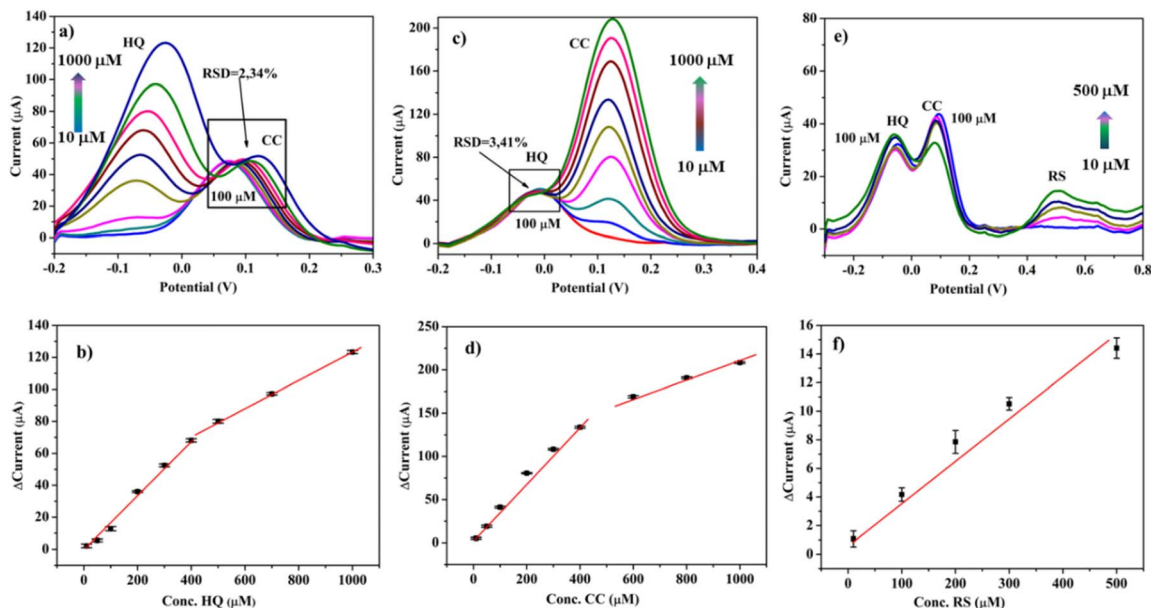 a)
HQ
1000 μM
10 μM
RSD=2,34%
CC
100 μM
Current (μA)
140
120
100
80
60
40
20
0
-0.2 -0.1 0.0 0.1 0.2 0.3
Potential (V)
c)
CC
1000 μM
10 μM
RSD=3,41%
HQ
100 μM
Current (μA)
200
160
120
80
40
0
-0.2 -0.1 0.0 0.1 0.2 0.3 0.4
Potential (V)
e)
CC
HQ
100 μM
100 μM
500 μM
10 μM
RS
Current (μA)
80
60
40
20
0
-0.2 0.0 0.2 0.4 0.6 0.8
Potential (V)
b)
ΔCurrent (μA)
140
120
100
80
60
40
20
0
0 200 400 600 800 1000
Conc. HQ (μM)
d)
ΔCurrent (μA)
250
200
150
100
50
0
0 200 400 600 800 1000
Conc. CC (μM)
f)
ΔCurrent (μA)
16
14
12
10
8
6
4
2
0
0 100 200 300 400 500
Conc. RS (μM)